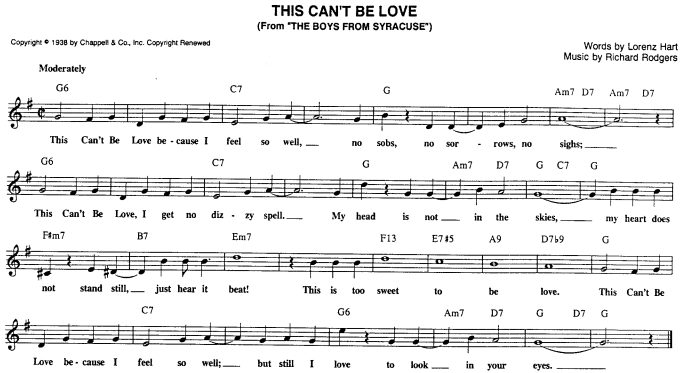 THIS CAN'T BE LOVE
(From "THE BOYS FROM SYRACUSE")
Copyright © 1938 by Chappell & Co., Inc. Copyright Renewed
Words by Lorenz Hart
Music by Richard Rodgers
Moderately
G6 C7 G Am7 D7 Am7 D7
This Can't Be Love be - cause I feel so well, no sobs, no sor - rows, no sighs;
G6 C7 G Am7 D7 G C7 G
This Can't Be Love, I get no diz - zy spell. My head is not in the skies, my heart does
F#m7 B7 Em7 F13 E7#5 A9 D7b9 G
not stand still, just hear it beat! This is too sweet to be love. This Can't Be
C7 G6 Am7 D7 G D7 G
Love be - cause I feel so well; but still I love to look in your eyes.